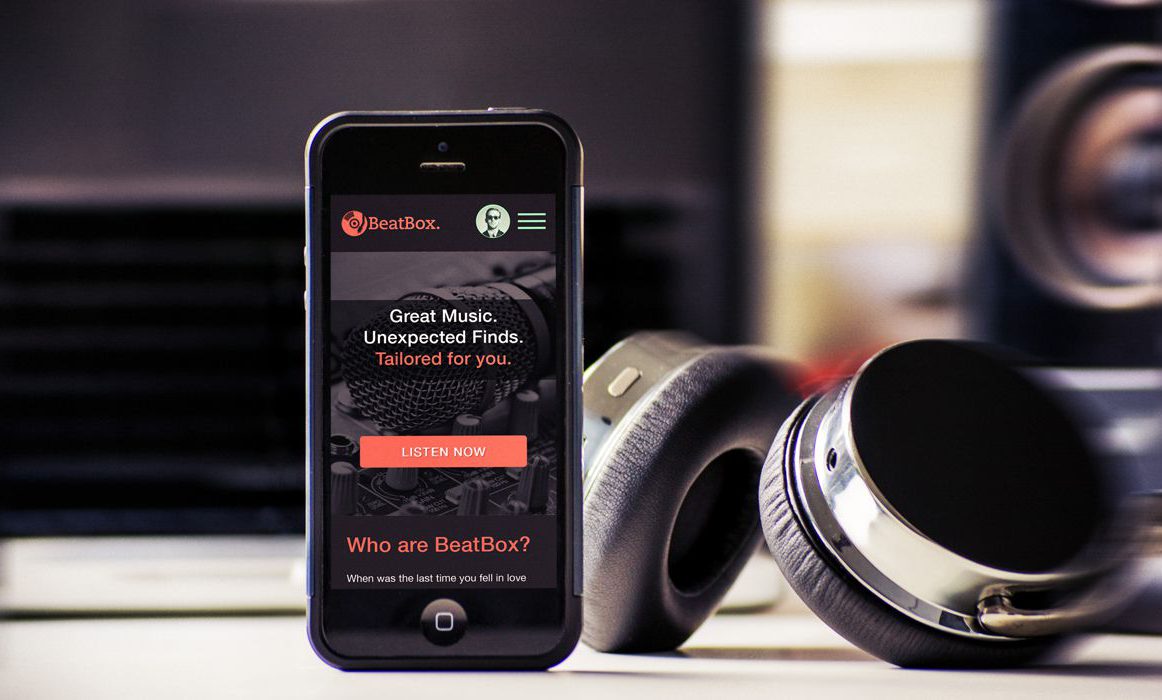 BeatBox.
Great Music.
Unexpected Finds.
Tailored for you.
LISTEN NOW
Who are BeatBox?
When was the last time you fell in love